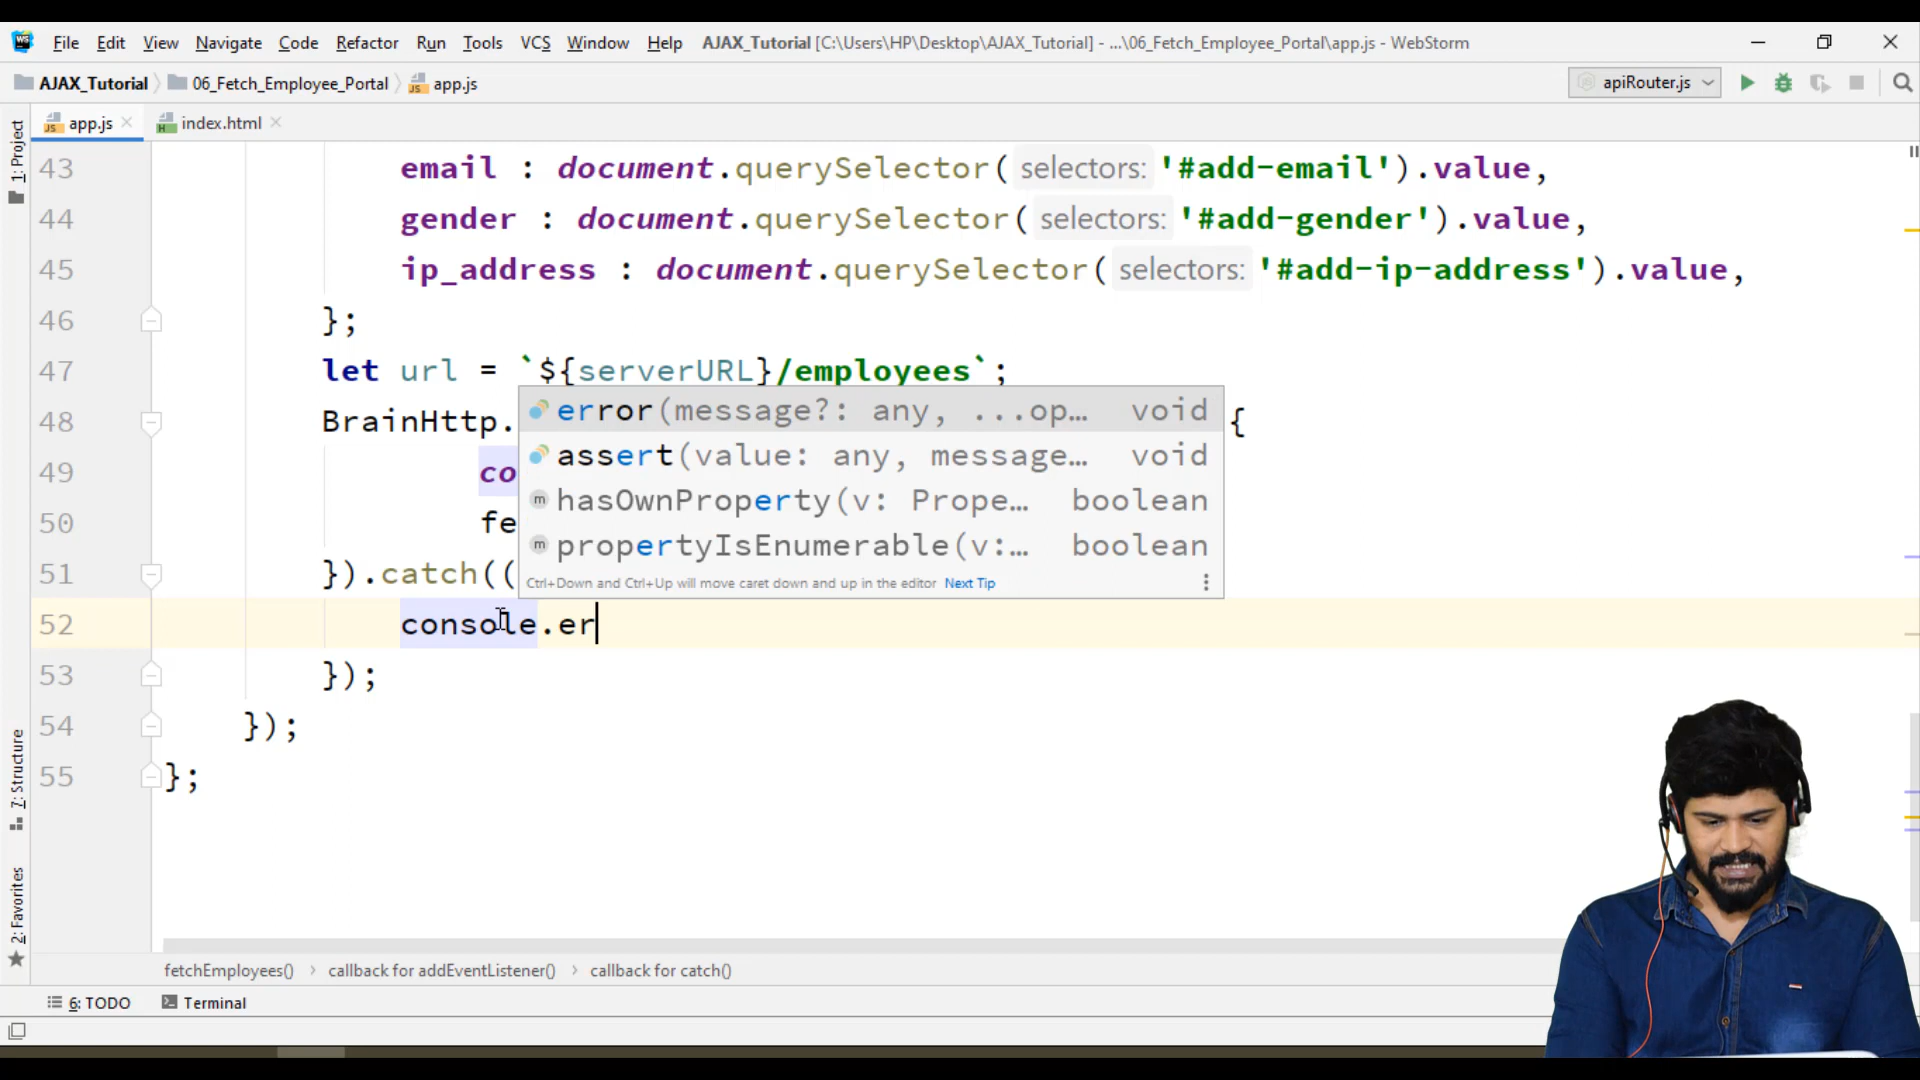 WS File Edit View Navigate Code Refactor Run Tools VCS Window Help AJAX_Tutorial [C:\Users\HP\Desktop\AJAX_Tutorial] - ...\06_Fetch_Employee_Portal\app.js - WebStorm
AJAX_Tutorial 06_Fetch_Employee_Portal JS app.js apiRouter.js
JS app.js H index.html
1: Project
43 email : document.querySelector( selectors: '#add-email').value,
44 gender : document.querySelector( selectors: '#add-gender').value,
45 ip_address : document.querySelector( selectors: '#add-ip-address').value,
46 };
47 let url = `${serverURL}/employees`;
48 BrainHttp. {
error(message?: any, ...op… void
assert(value: any, message… void
49 co
hasOwnProperty(v: Prope… boolean
50 fe
propertyIsEnumerable(v:… boolean
51 }).catch((
Ctrl+Down and Ctrl+Up will move caret down and up in the editor Next Tip
52 console.er
53 });
54 });
55 };
7: Structure
2: Favorites
fetchEmployees() callback for addEventListener() callback for catch()
6: TODO Terminal